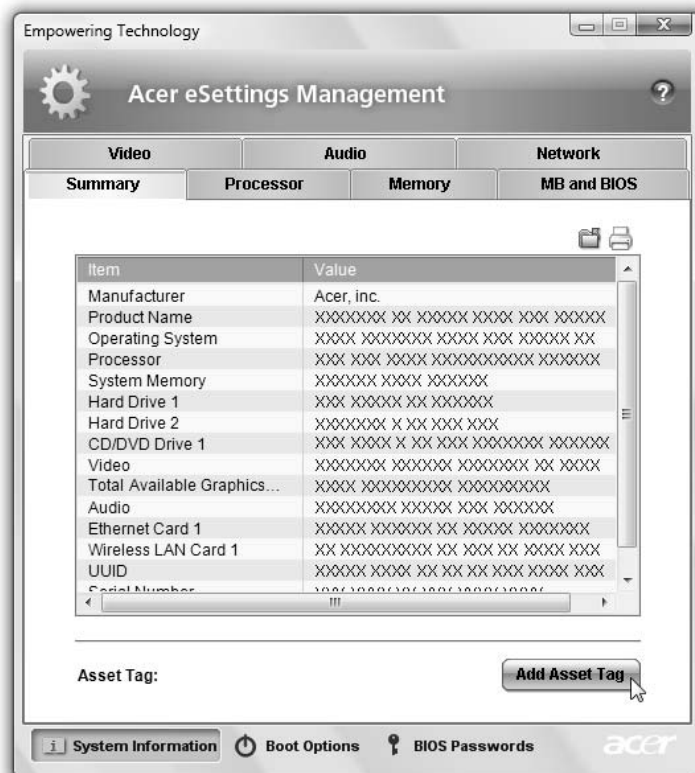 Empowering Technology
Acer eSettings Management
?
Video Audio Network
Summary Processor Memory MB and BIOS
Item Value
Manufacturer Acer, inc.
Product Name XXXXXXX XX XXXXX XXXX XXX XXXXX
Operating System XXXX XXXXXXX XXXX XXX XXXXX XX
Processor XXX XXX XXXX XXXXXXXXXXX XXXXXX
System Memory XXXXXX XXXX XXXXXX
Hard Drive 1 XXX XXXXX XX XXXXXX
Hard Drive 2 XXXXXXX X XX XXX XXX
CD/DVD Drive 1 XXX XXXX X XX XXX XXXXXXX XXXXXX
Video XXXXXXX XXXXXX XXXXXXX XX XXXX
Total Available Graphics... XXXX XXXXXXXXXX XXXXXXXXX
Audio XXXXXXXX XXXXX XXX XXXXXX
Ethernet Card 1 XXXXX XXXXXX XX XXXXX XXXXXXX
Wireless LAN Card 1 XX XXXXXXXXX XX XXX XX XXXX XXX
UUID XXXXX XXXX XX XX XX XXX XXXX XXX
Serial Number
Asset Tag: Add Asset Tag
i System Information Boot Options BIOS Passwords acer